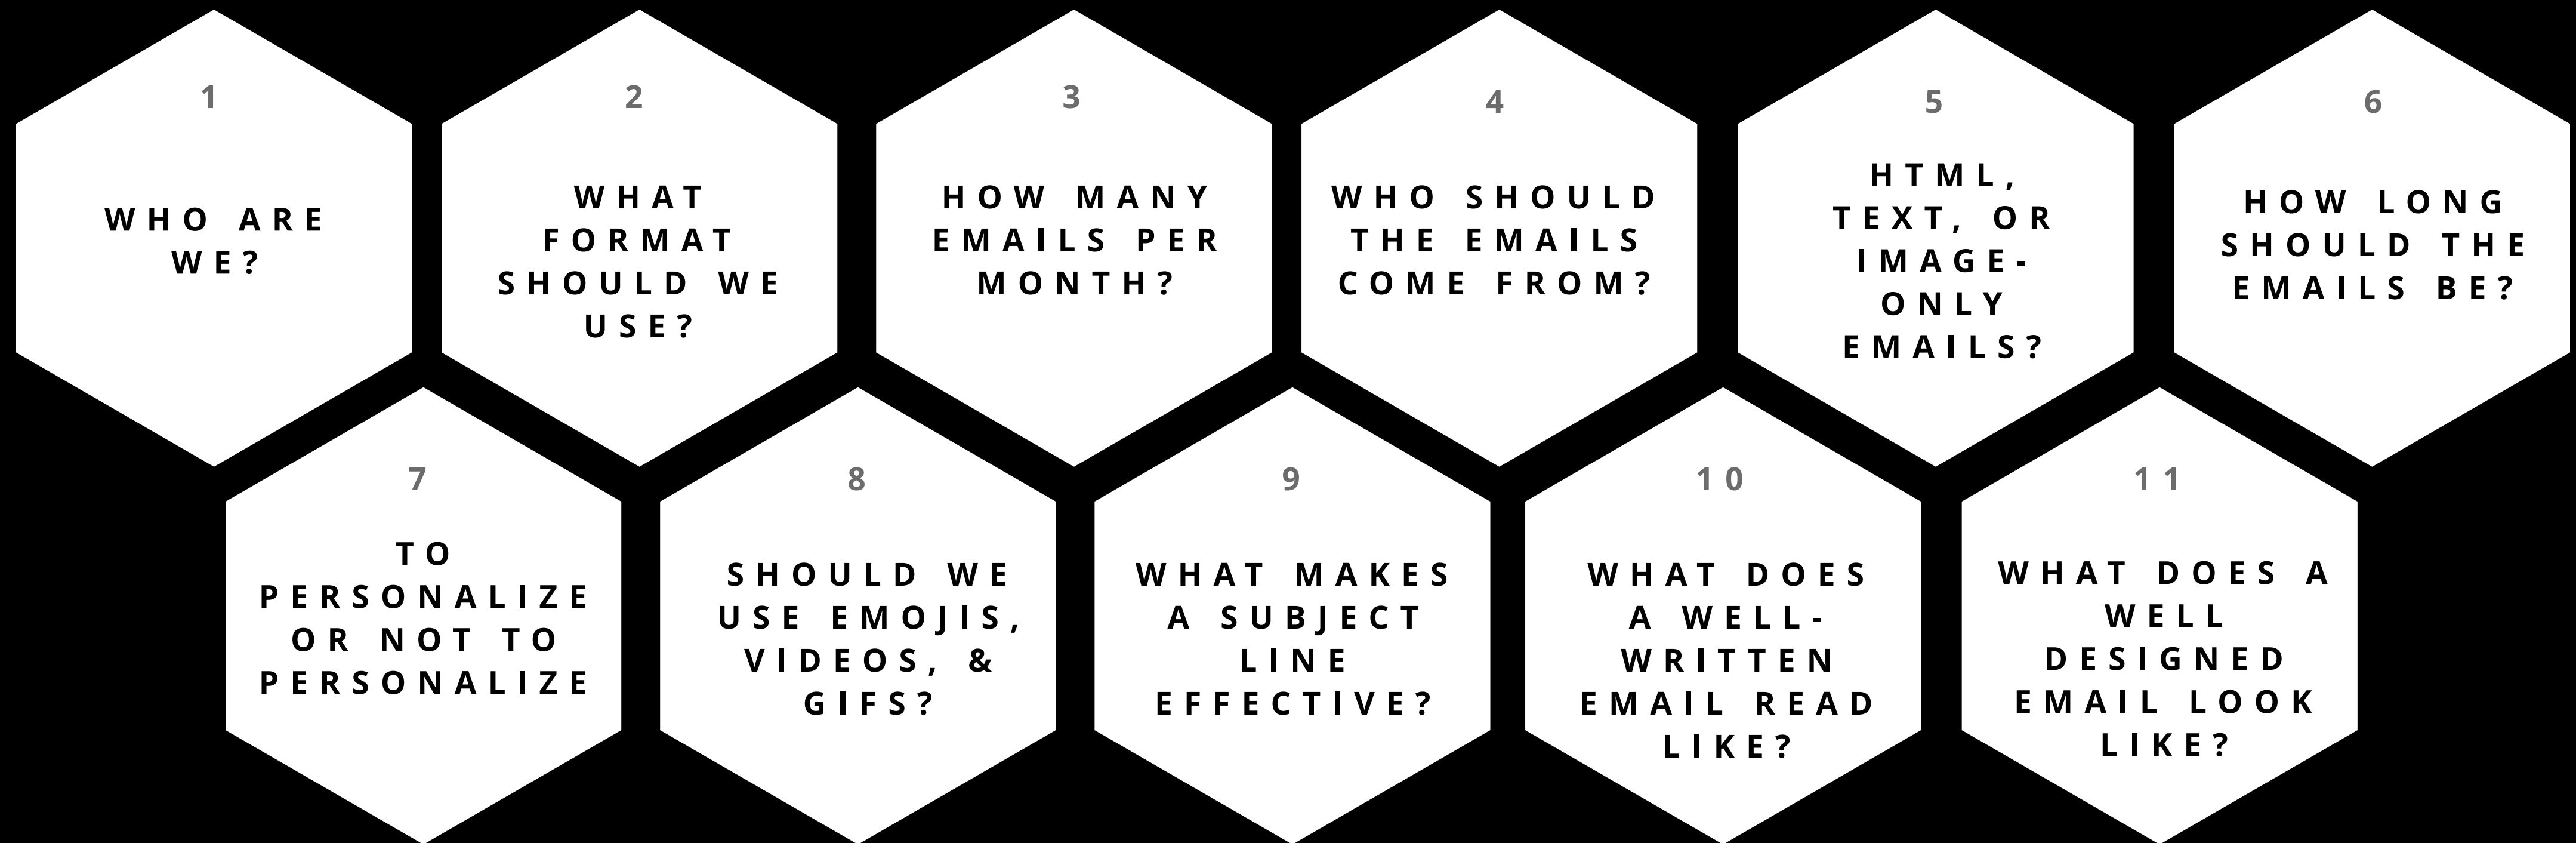 1
WHO ARE
WE?
2
WHAT
FORMAT
SHOULD WE
USE?
3
HOW MANY
EMAILS PER
MONTH?
4
WHO SHOULD
THE EMAILS
COME FROM?
5
HTML,
TEXT, OR
IMAGE-
ONLY
EMAILS?
6
HOW LONG
SHOULD THE
EMAILS BE?
7
TO
PERSONALIZE
OR NOT TO
PERSONALIZE
8
SHOULD WE
USE EMOJIS,
VIDEOS, &
GIFS?
9
WHAT MAKES
A SUBJECT
LINE
EFFECTIVE?
10
WHAT DOES
A WELL-
WRITTEN
EMAIL READ
LIKE?
11
WHAT DOES A
WELL
DESIGNED
EMAIL LOOK
LIKE?